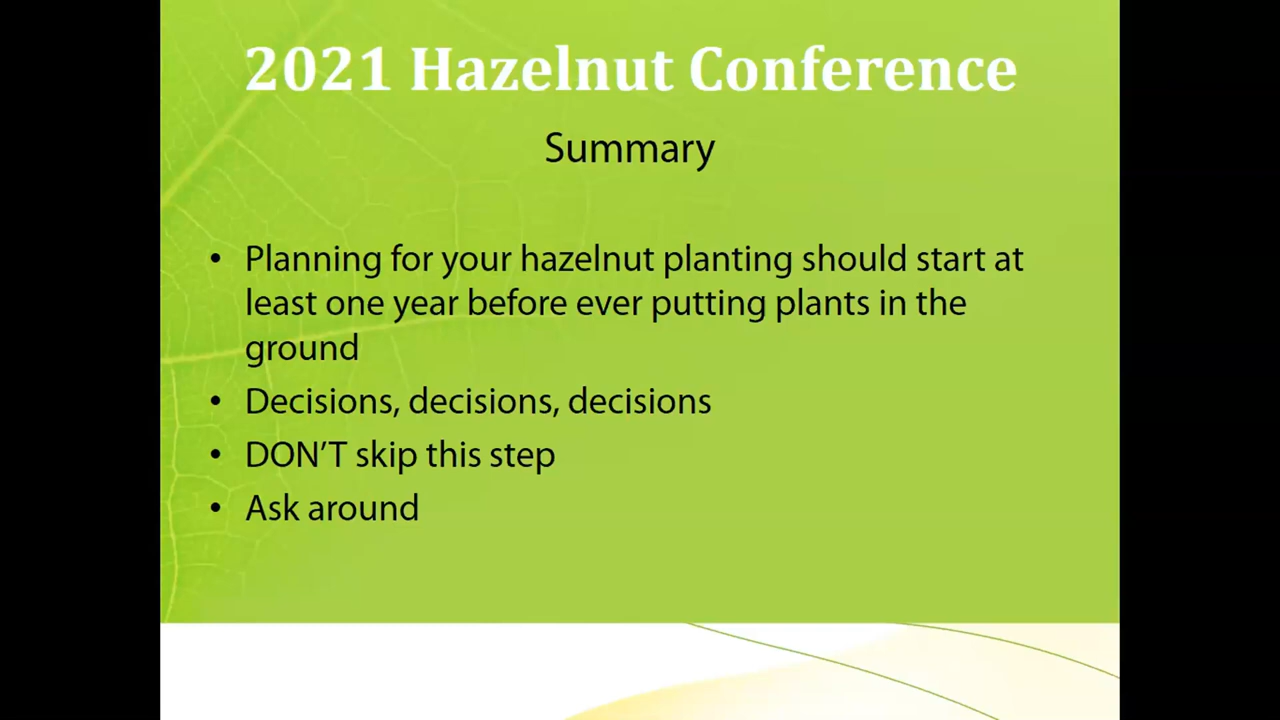 2021 Hazelnut Conference
Summary
• Planning for your hazelnut planting should start at
least one year before ever putting plants in the
ground
• Decisions, decisions, decisions
• DON’T skip this step
• Ask around